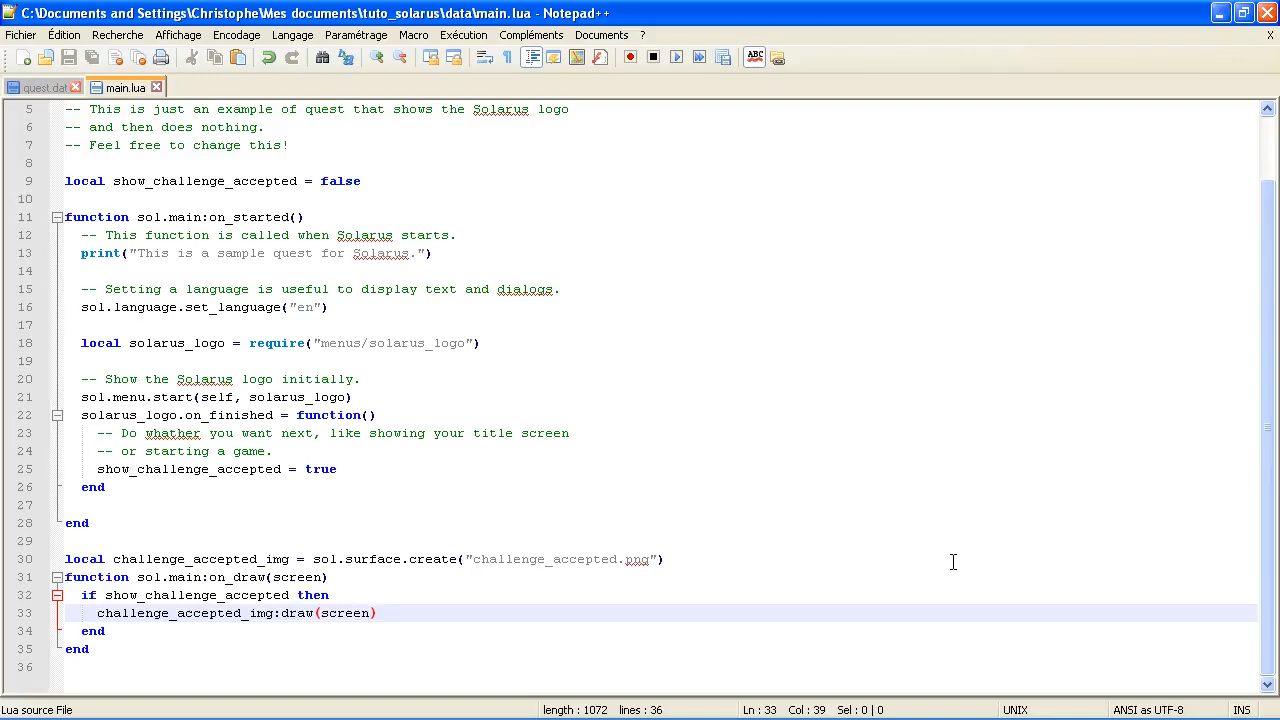 C:\Documents and Settings\Christophe\Mes documents\tuto_solarus\data\main.lua - Notepad++
Fichier Édition Recherche Affichage Encodage Langage Paramétrage Macro Exécution Compléments Documents ? X
ABC
quest.dat main.lua
5 -- This is just an example of quest that shows the Solarus logo
6 -- and then does nothing.
7 -- Feel free to change this!
8
9 local show_challenge_accepted = false
10
11 function sol.main:on_started()
12 -- This function is called when Solarus starts.
13 print("This is a sample quest for Solarus.")
14
15 -- Setting a language is useful to display text and dialogs.
16 sol.language.set_language("en")
17
18 local solarus_logo = require("menus/solarus_logo")
19
20 -- Show the Solarus logo initially.
21 sol.menu.start(self, solarus_logo)
22 solarus_logo.on_finished = function()
23 -- Do whather you want next, like showing your title screen
24 -- or starting a game.
25 show_challenge_accepted = true
26 end
27
28 end
29
30 local challenge_accepted_img = sol.surface.create("challenge_accepted.png")
31 function sol.main:on_draw(screen)
32 if show_challenge_accepted then
33 challenge_accepted_img:draw(screen)
34 end
35 end
36
Lua source File length : 1072 lines : 36 Ln : 33 Col : 39 Sel : 0 | 0 UNIX ANSI as UTF-8 INS